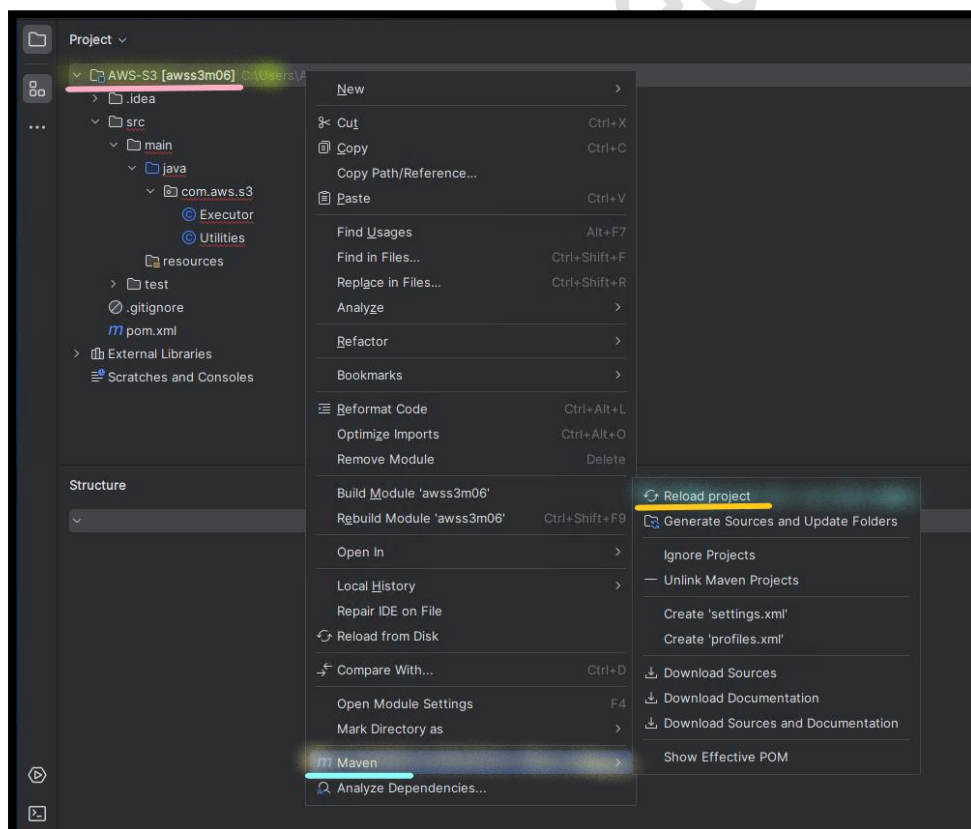 Project
AWS-S3 [awss3m06] C:\Users\A
.idea
src
main
java
com.aws.s3
Executor
Utilities
resources
test
.gitignore
pom.xml
External Libraries
Scratches and Consoles
Structure
New
Cut Ctrl+X
Copy Ctrl+C
Copy Path/Reference...
Paste Ctrl+V
Find Usages Alt+F7
Find in Files... Ctrl+Shift+F
Replace in Files... Ctrl+Shift+R
Analyze
Refactor
Bookmarks
Reformat Code Ctrl+Alt+L
Optimize Imports Ctrl+Alt+O
Remove Module Delete
Build Module 'awss3m06'
Rebuild Module 'awss3m06' Ctrl+Shift+F9
Open In
Local History
Repair IDE on File
Reload from Disk
Compare With... Ctrl+D
Open Module Settings F4
Mark Directory as
Maven
Analyze Dependencies...
Reload project
Generate Sources and Update Folders
Ignore Projects
Unlink Maven Projects
Create 'settings.xml'
Create 'profiles.xml'
Download Sources
Download Documentation
Download Sources and Documentation
Show Effective POM